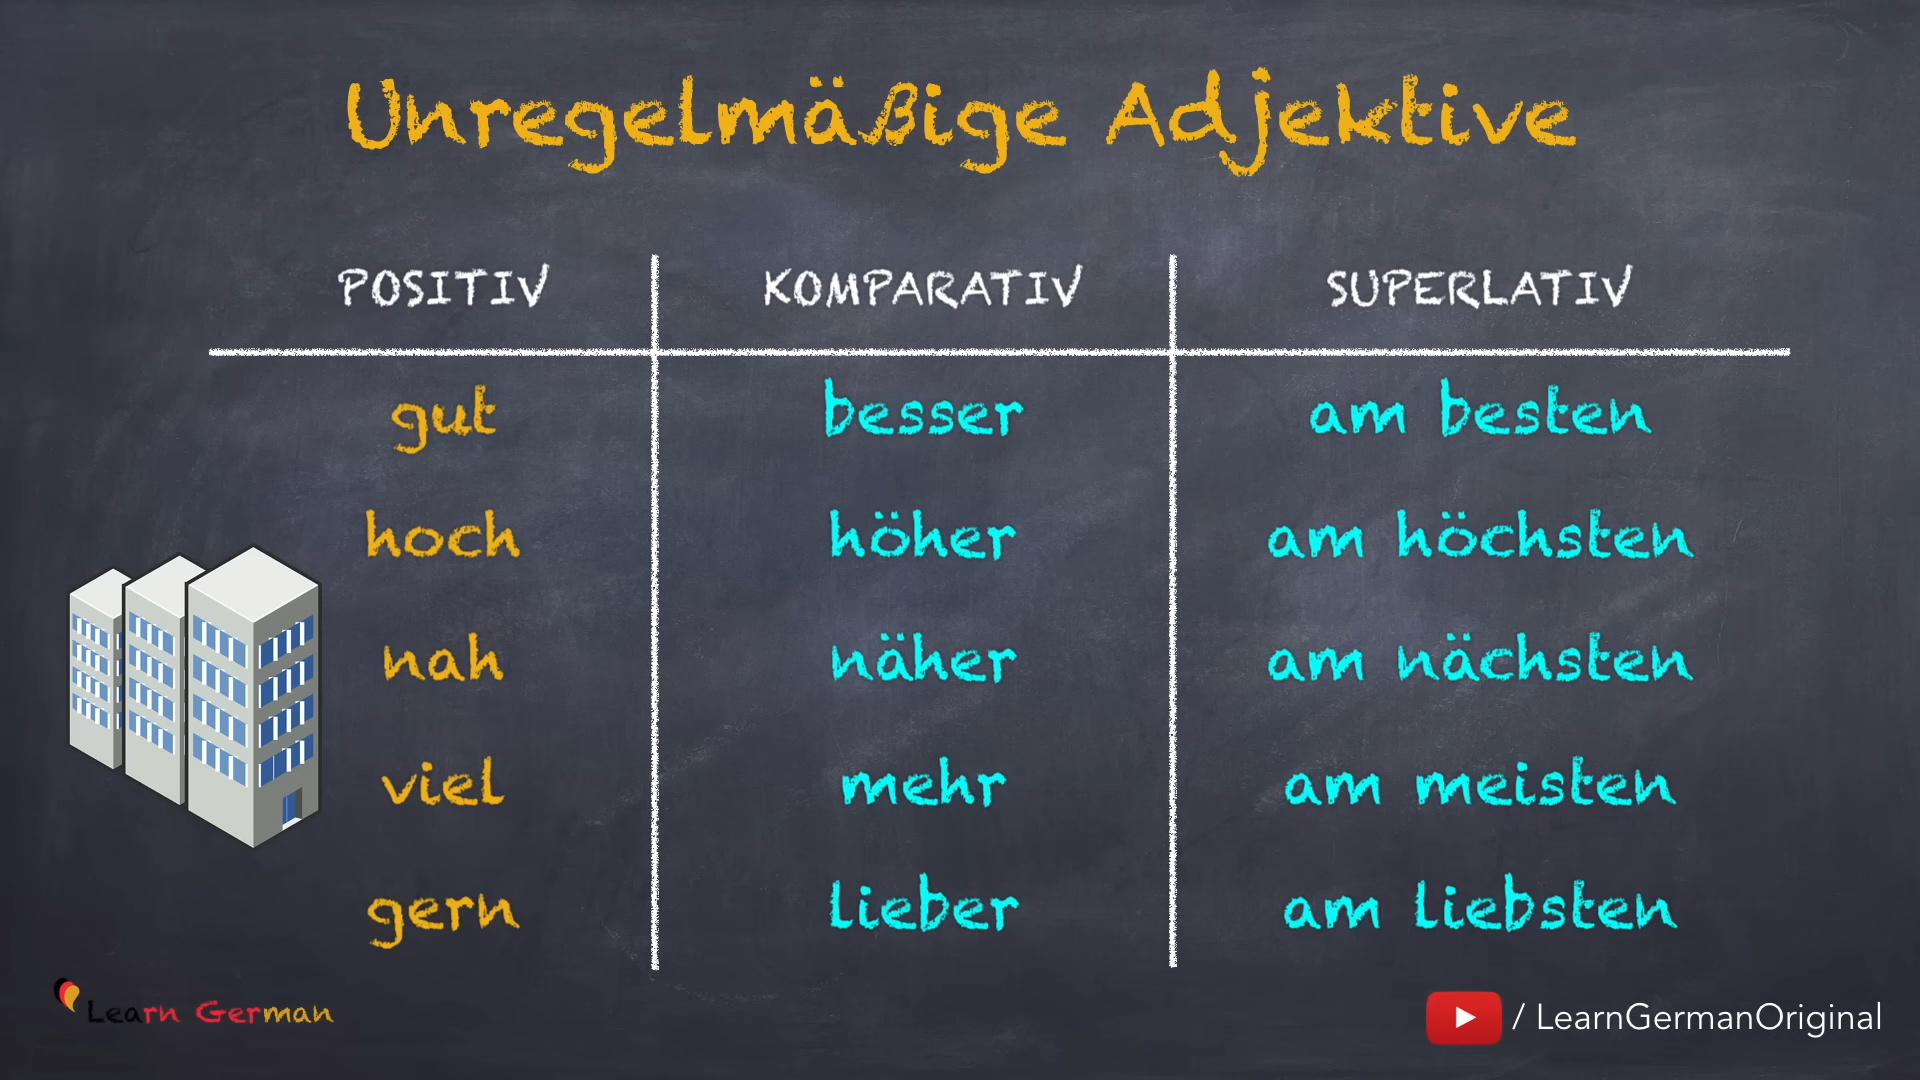 Unregelmäßige Adjektive
POSITIV KOMPARATIV SUPERLATIV
gut besser am besten
hoch höher am höchsten
nah näher am nächsten
viel mehr am meisten
gern lieber am liebsten
Learn German
/ LearnGermanOriginal